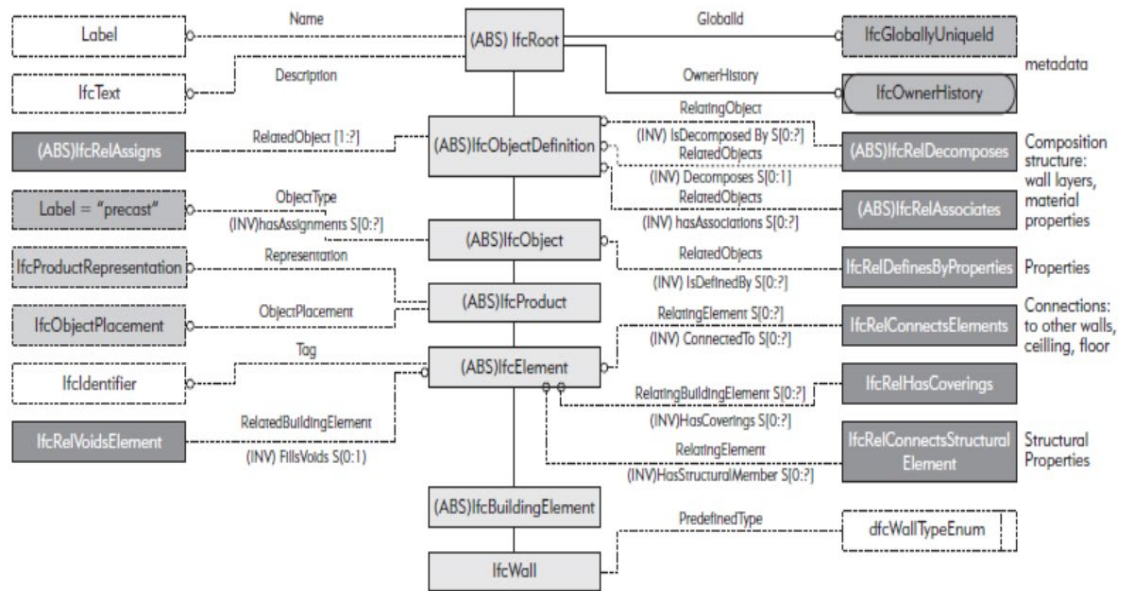 Name
GlobalId
Label
(ABS) IfcRoot
IfcGloballyUniqueId
metadata
Description
OwnerHistory
IfcText
IfcOwnerHistory
RelatingObject
RelatedObject [1:?]
(INV) IsDecomposed By S[0:?]
(ABS)IfcRelAssigns
(ABS)IfcObjectDefinition
RelatedObjects
(ABS)IfcRelDecomposes
Composition
structure:
wall layers,
material
properties
(INV) Decomposes S[0:1]
ObjectType
RelatedObjects
Label = "precast"
(INV)hasAssignments S[0:?]
(INV) hasAssociations S[0:?]
(ABS)IfcRelAssociates
(ABS)IfcObject
Representation
RelatedObjects
IfcProductRepresentation
IfcRelDefinesByProperties
Properties
(INV) IsDefinedBy S[0:?]
(ABS)IfcProduct
ObjectPlacement
IfcObjectPlacement
RelatingElement S[0:?]
IfcRelConnectsElements
Connections:
to other walls,
ceilling, floor
(INV) ConnectedTo S[0:?]
Tag
(ABS)IfcElement
IfcIdentifier
RelatingBuildingElement S[0:?]
IfcRelHasCoverings
(INV)HasCoverings S[0:?]
RelatedBuildingElement
IfcRelVoidsElement
(INV) FillsVoids S(0:1)
RelatingElement
IfcRelConnectsStructural
Element
Structural
Properties
(INV)HasStructuralMember S[0:?]
(ABS)IfcBuildingElement
PredefinedType
dfcWallTypeEnum
IfcWall